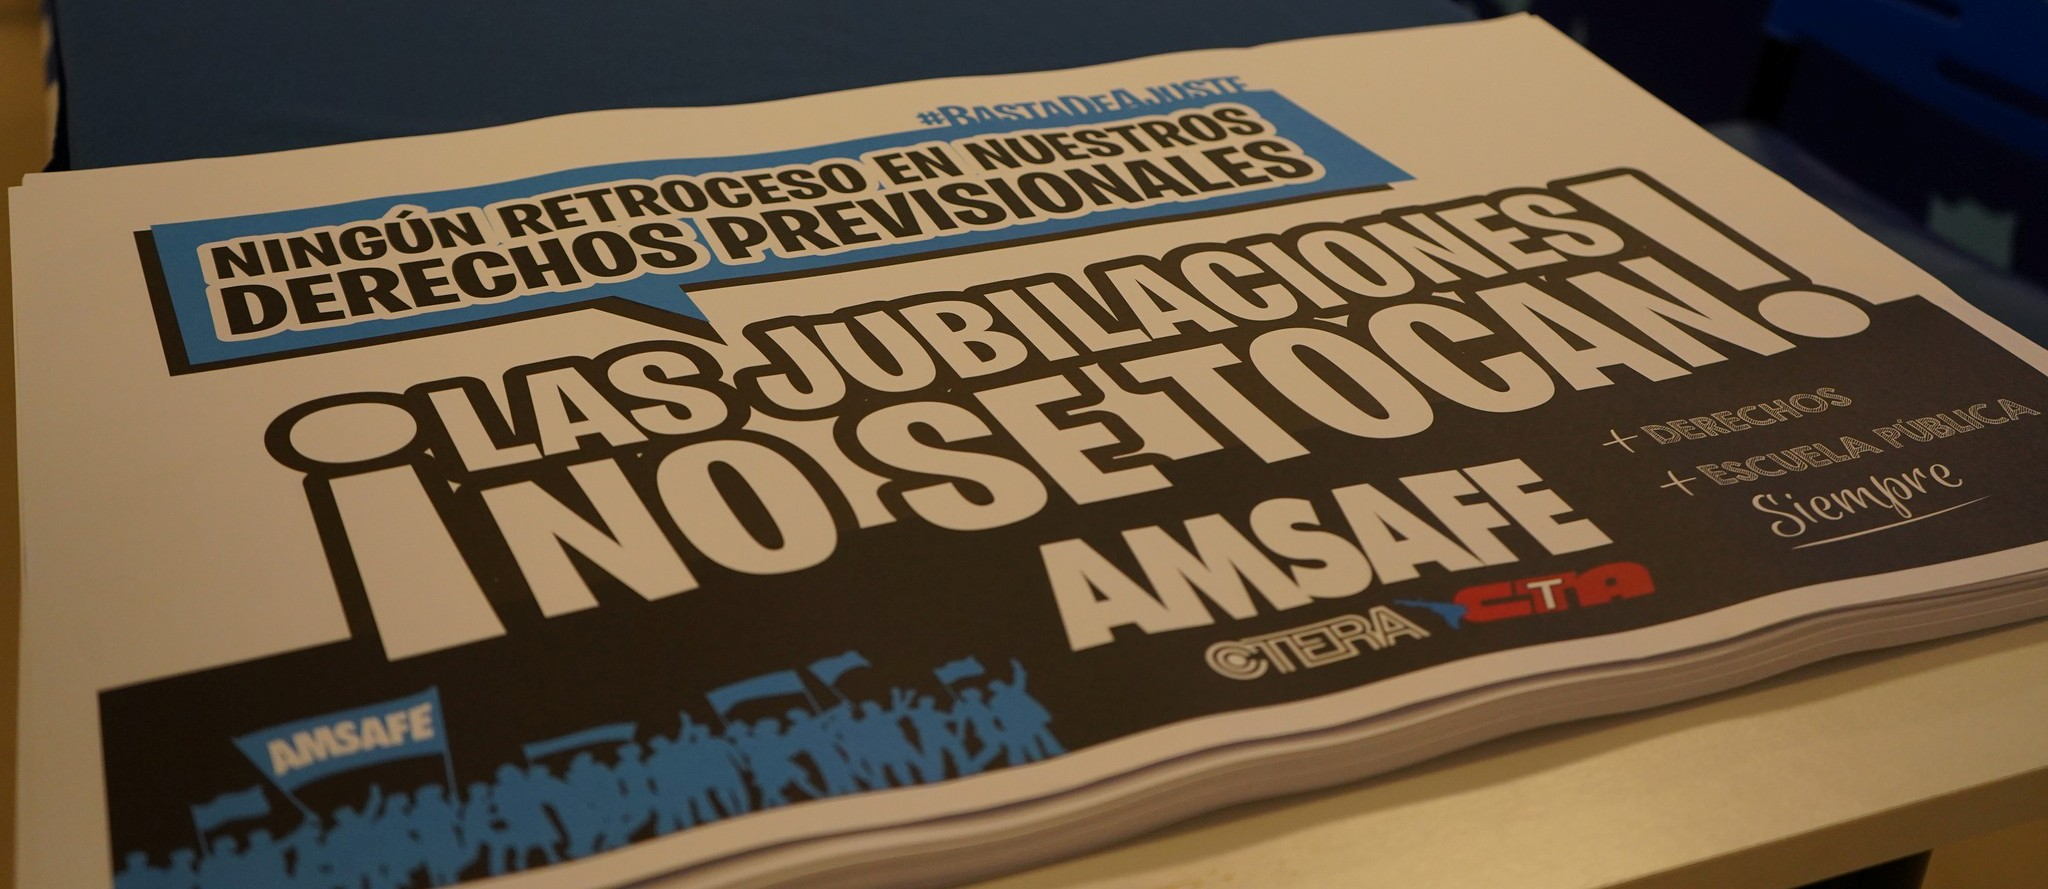 #BASTADEAJUSTE
NINGÚN RETROCESO EN NUESTROS
DERECHOS PREVISIONALES
¡LAS JUBILACIONES
NO SE TOCAN!
+ DERECHOS
+ ESCUELA PÚBLICA
Siempre
AMSAFE
CTERA CTA
AMSAFE